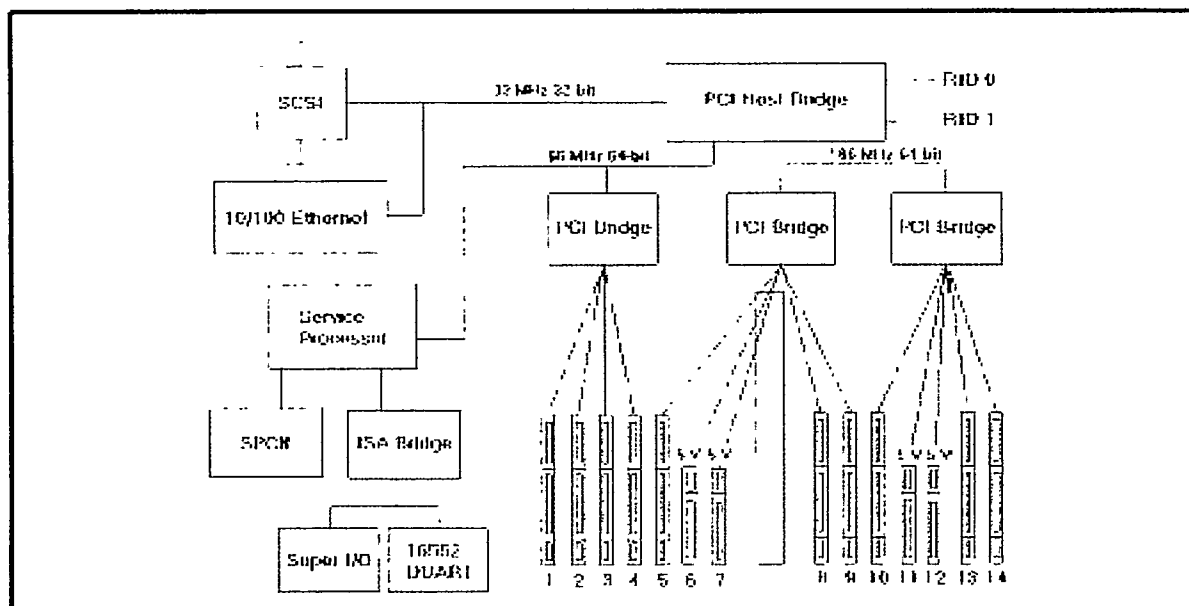 SCSI
33 MHz 32-bit
PCI Host Bridge
RIO 0
RIO 1
66 MHz 64-bit
66 MHz 64 bit
10/100 Ethernet
PCI Bridge
PCI Bridge
PCI Bridge
Service
Processor
SPCN
ISA Bridge
5 V 5 V
5 V 5 V
Super I/O
16552
DUART
1 2 3 4 5 6 7 8 9 10 11 12 13 14